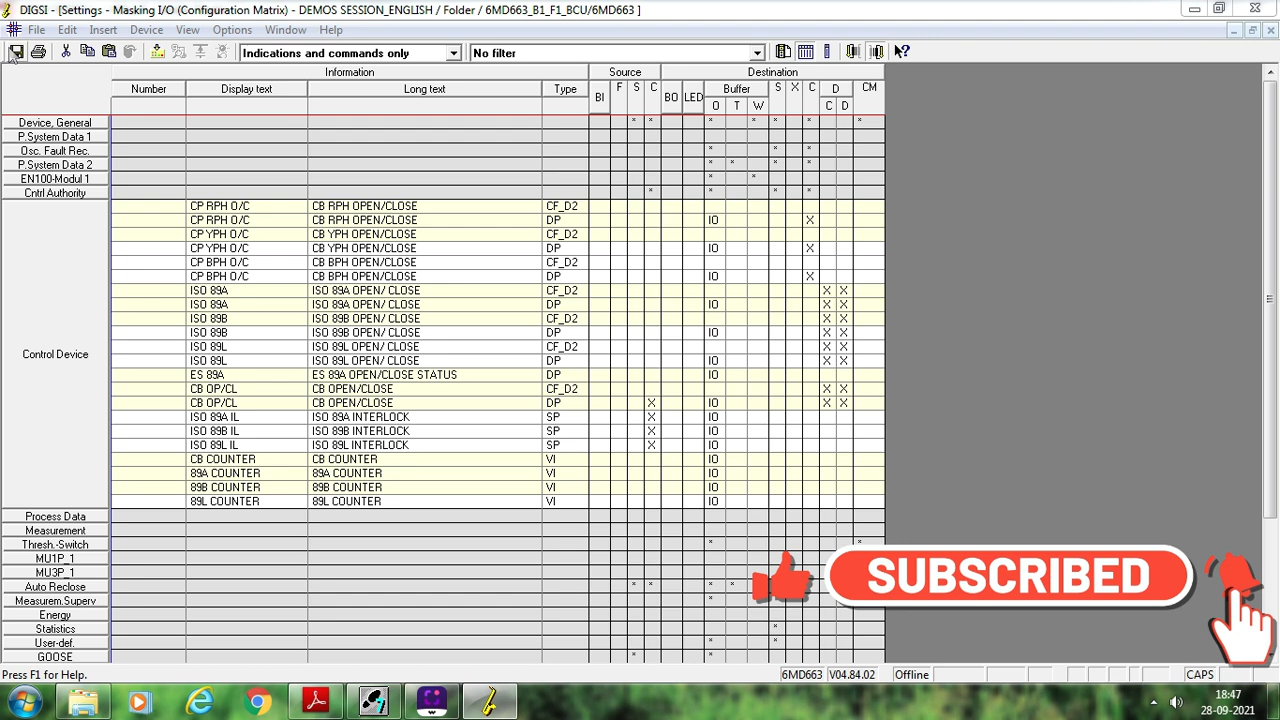 DIGSI - [Settings - Masking I/O (Configuration Matrix) - DEMOS SESSION_ENGLISH / Folder / 6MD663_B1_F1_BCU/6MD663 ]
File Edit Insert Device View Options Window Help
Indications and commands only No filter
Information Source Destination
Number Display text Long text Type BI F S C BO LED Buffer S X C D CM
O T W C D
Device, General * * * * * * *
P.System Data 1
Osc. Fault Rec. * * *
P.System Data 2 * * * *
EN100-Modul 1 * *
Cntrl Authority * * * *
Control Device
CP RPH O/C CB RPH OPEN/CLOSE CF_D2
CP RPH O/C CB RPH OPEN/CLOSE DP IO X
CP YPH O/C CB YPH OPEN/CLOSE CF_D2
CP YPH O/C CB YPH OPEN/CLOSE DP IO X
CP BPH O/C CB BPH OPEN/CLOSE CF_D2
CP BPH O/C CB BPH OPEN/CLOSE DP IO X
ISO 89A ISO 89A OPEN/ CLOSE CF_D2 X X
ISO 89A ISO 89A OPEN/ CLOSE DP IO X X
ISO 89B ISO 89B OPEN/ CLOSE CF_D2 X X
ISO 89B ISO 89B OPEN/ CLOSE DP IO X X
ISO 89L ISO 89L OPEN/ CLOSE CF_D2 X X
ISO 89L ISO 89L OPEN/ CLOSE DP IO X X
ES 89A ES 89A OPEN/CLOSE STATUS DP IO
CB OP/CL CB OPEN/CLOSE CF_D2 X X
CB OP/CL CB OPEN/CLOSE DP X IO X X
ISO 89A IL ISO 89A INTERLOCK SP X IO
ISO 89B IL ISO 89B INTERLOCK SP X IO
ISO 89L IL ISO 89L INTERLOCK SP X IO
CB COUNTER CB COUNTER VI IO
89A COUNTER 89A COUNTER VI IO
89B COUNTER 89B COUNTER VI IO
89L COUNTER 89L COUNTER VI IO
Process Data
Measurement
Thresh.-Switch * *
MU1P_1
MU3P_1
Auto Reclose * * * *
Measurem.Superv *
Energy
Statistics *
User-def. * *
GOOSE * *
SUBSCRIBED
Press F1 for Help. 6MD663 V04.84.02 Offline CAPS
18:47
28-09-2021